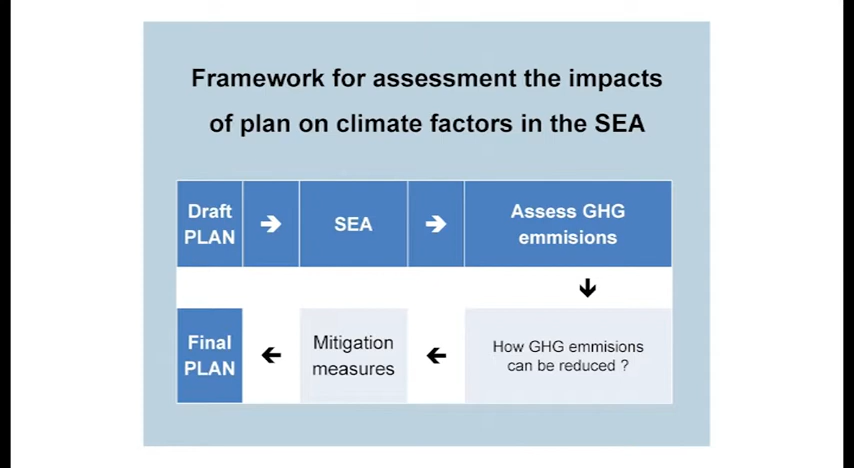 Framework for assessment the impacts
of plan on climate factors in the SEA
Draft
PLAN
SEA
Assess GHG
emmisions
Final
PLAN
Mitigation
measures
How GHG emmisions
can be reduced ?